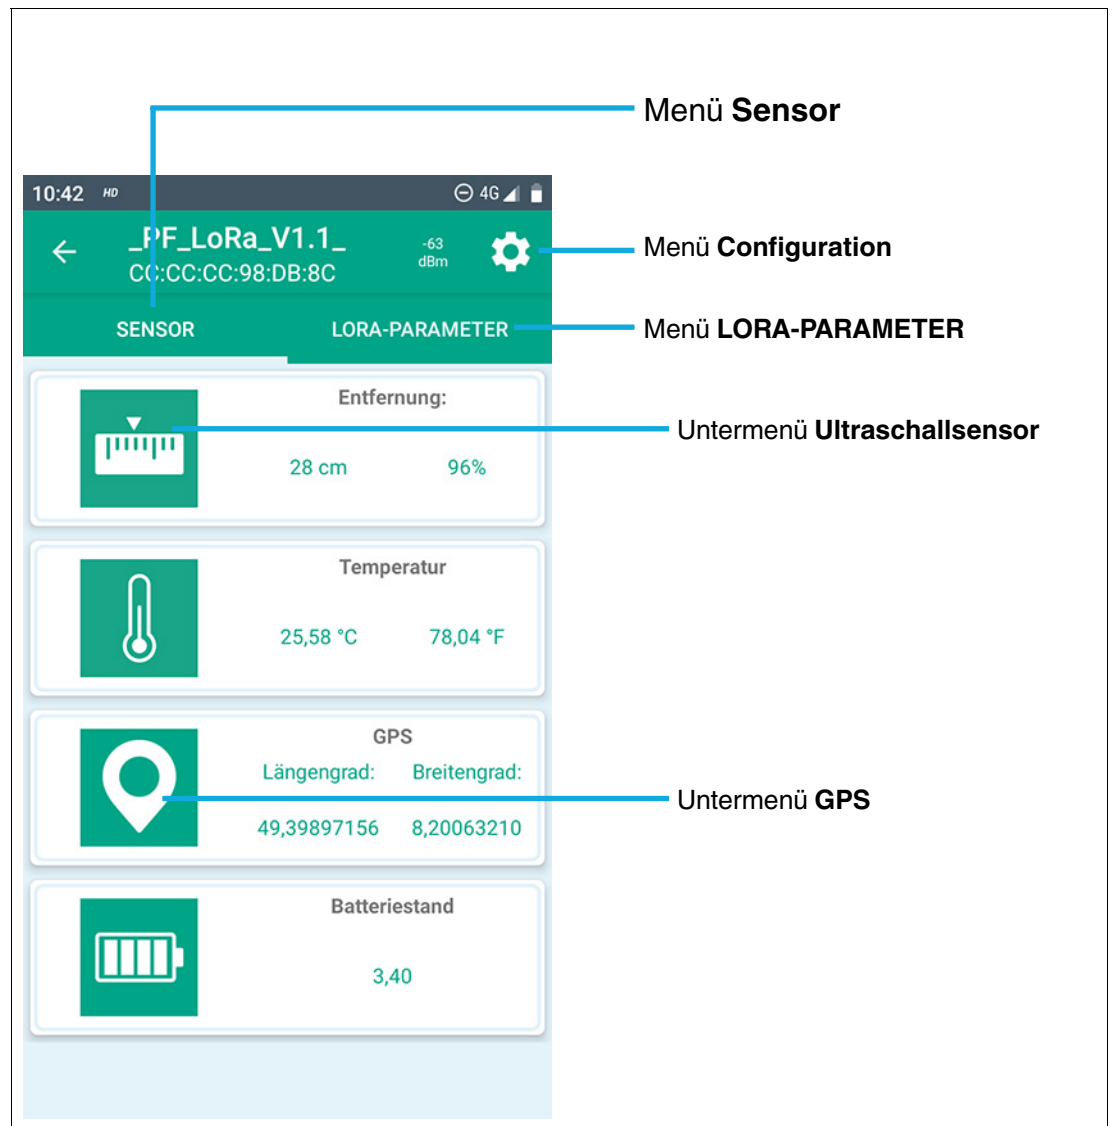 Menü Sensor
10:42 HD 4G
_PF_LoRa_V1.1_
CC:CC:CC:98:DB:8C
-63
dBm
Menü Configuration
SENSOR LORA-PARAMETER
Menü LORA-PARAMETER
Entfernung:
28 cm 96%
Untermenü Ultraschallsensor
Temperatur
25,58 °C 78,04 °F
GPS
Längengrad: Breitengrad:
49,39897156 8,20063210
Untermenü GPS
Batteriestand
3,40